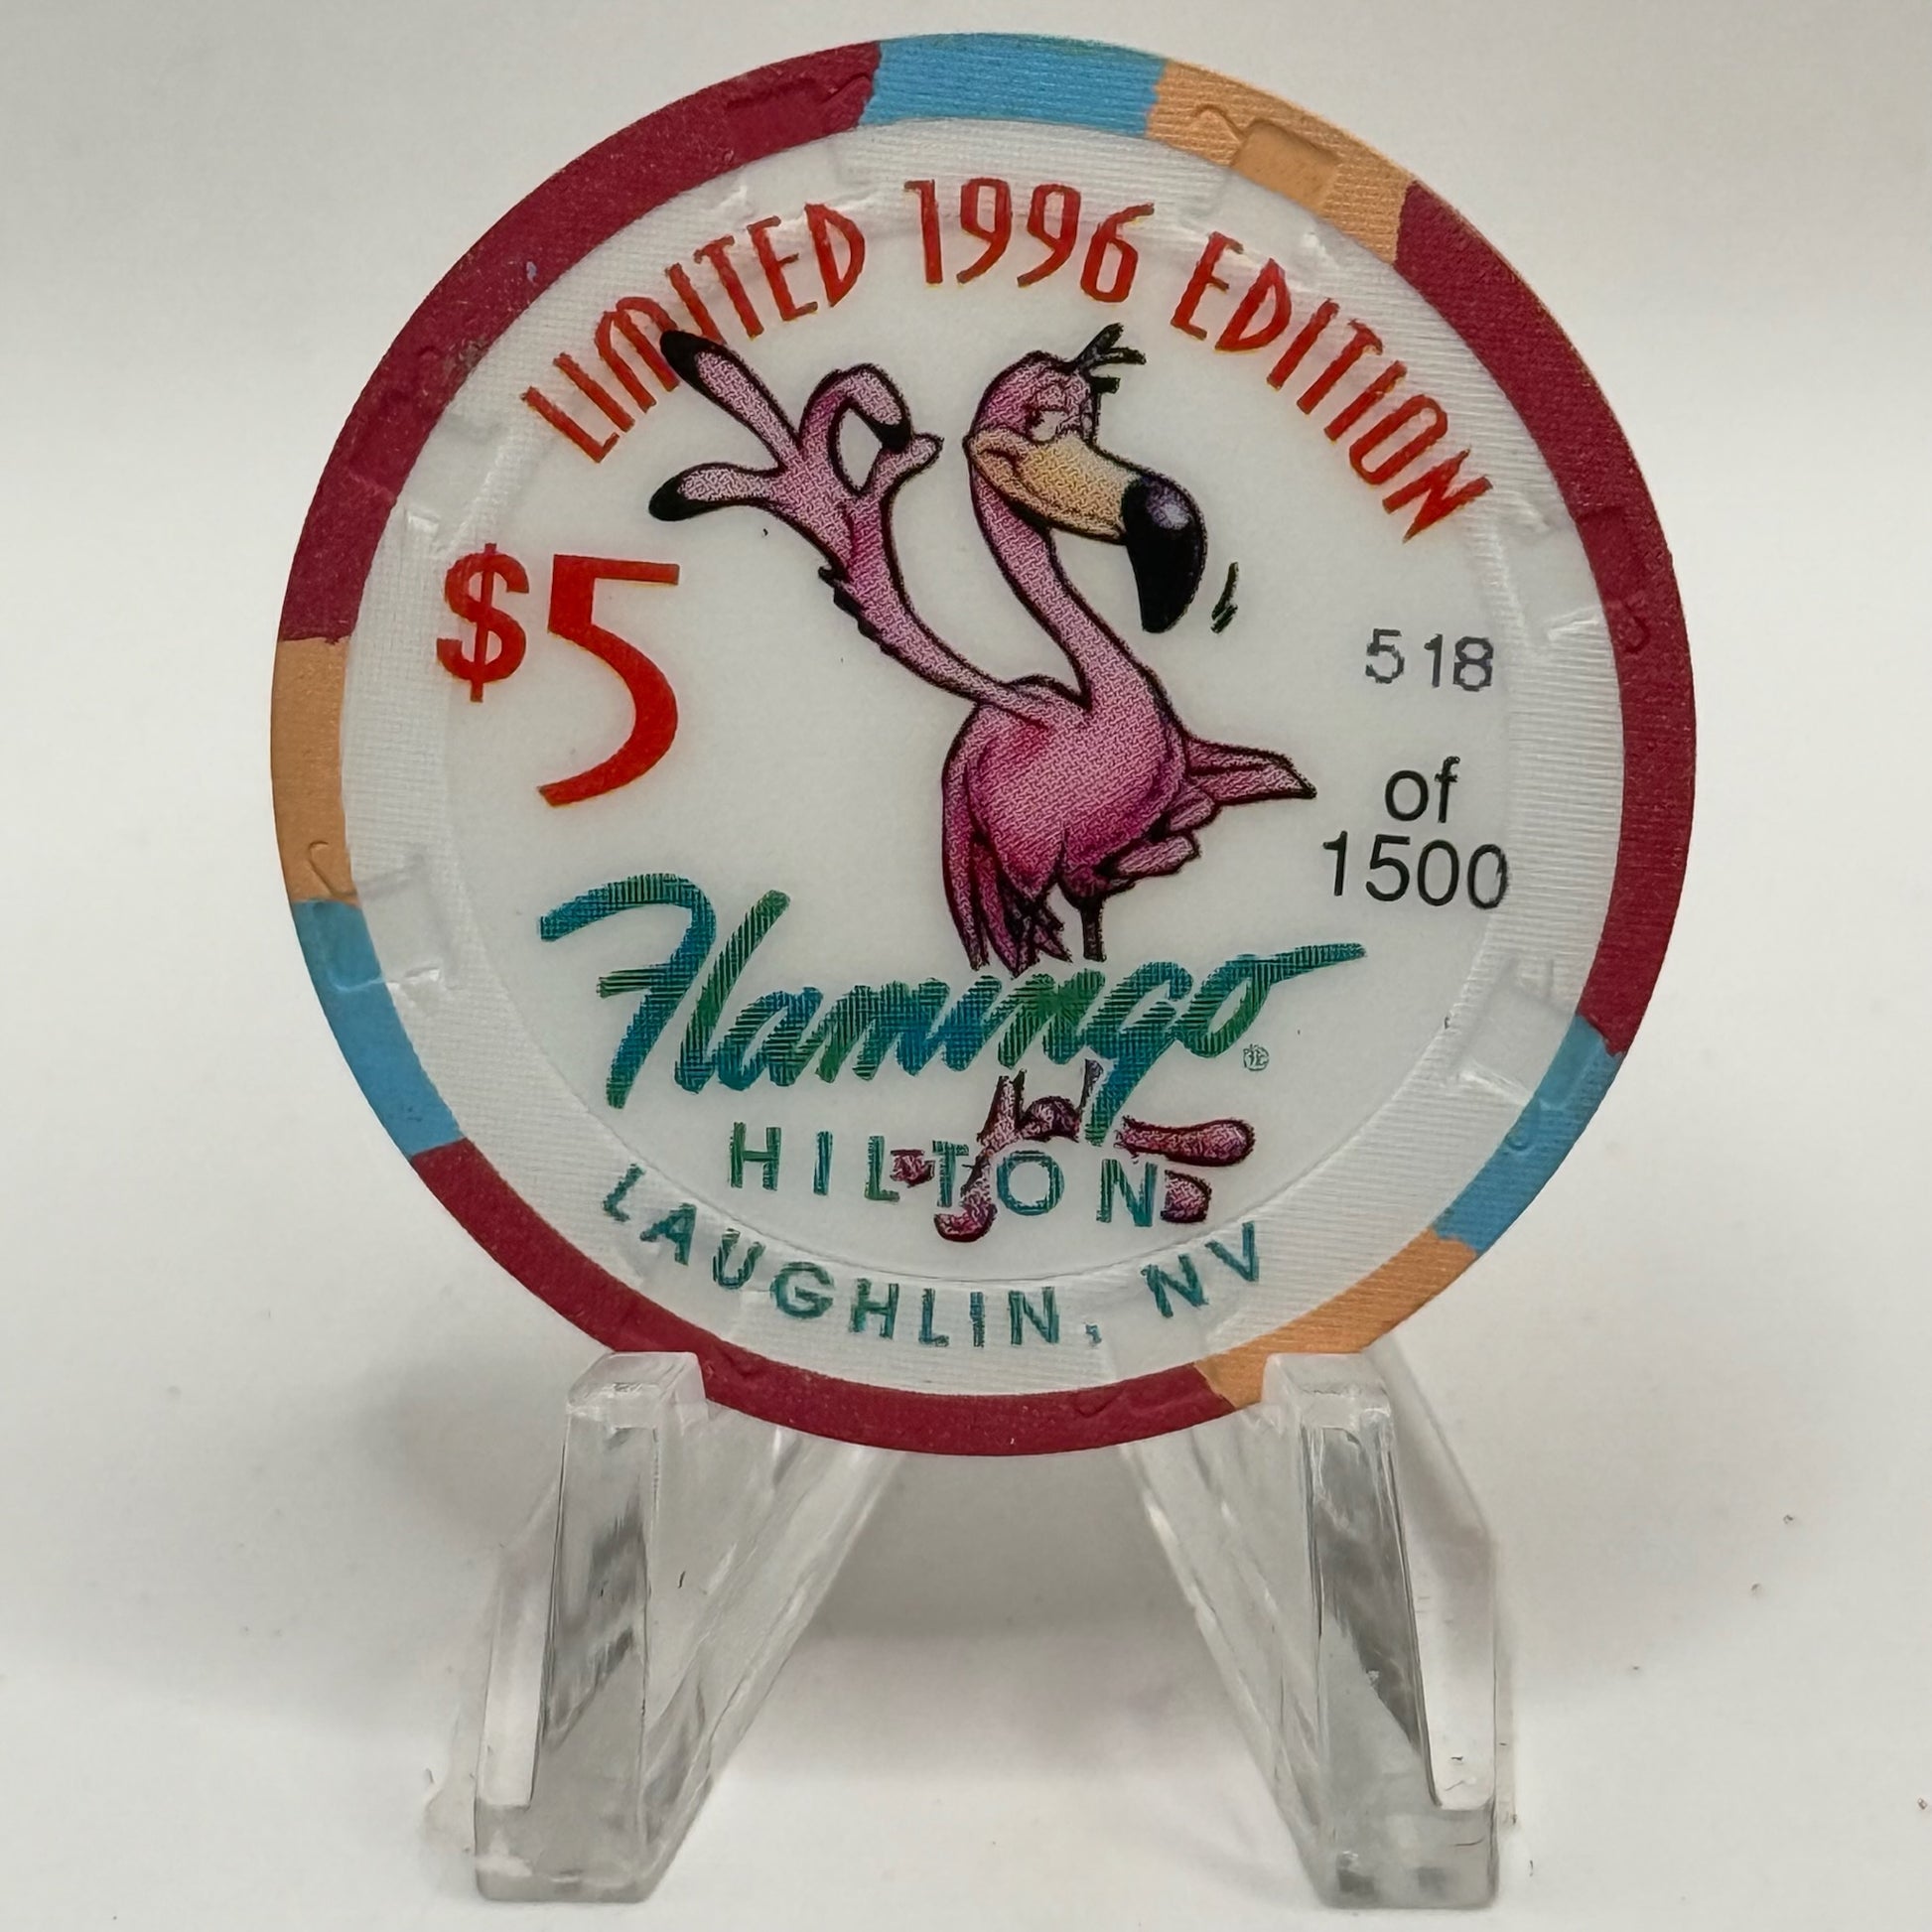 LIMITED 1996 EDITION
$5
518
of
1500
Flamingo
HILTON
LAUGHLIN, NV